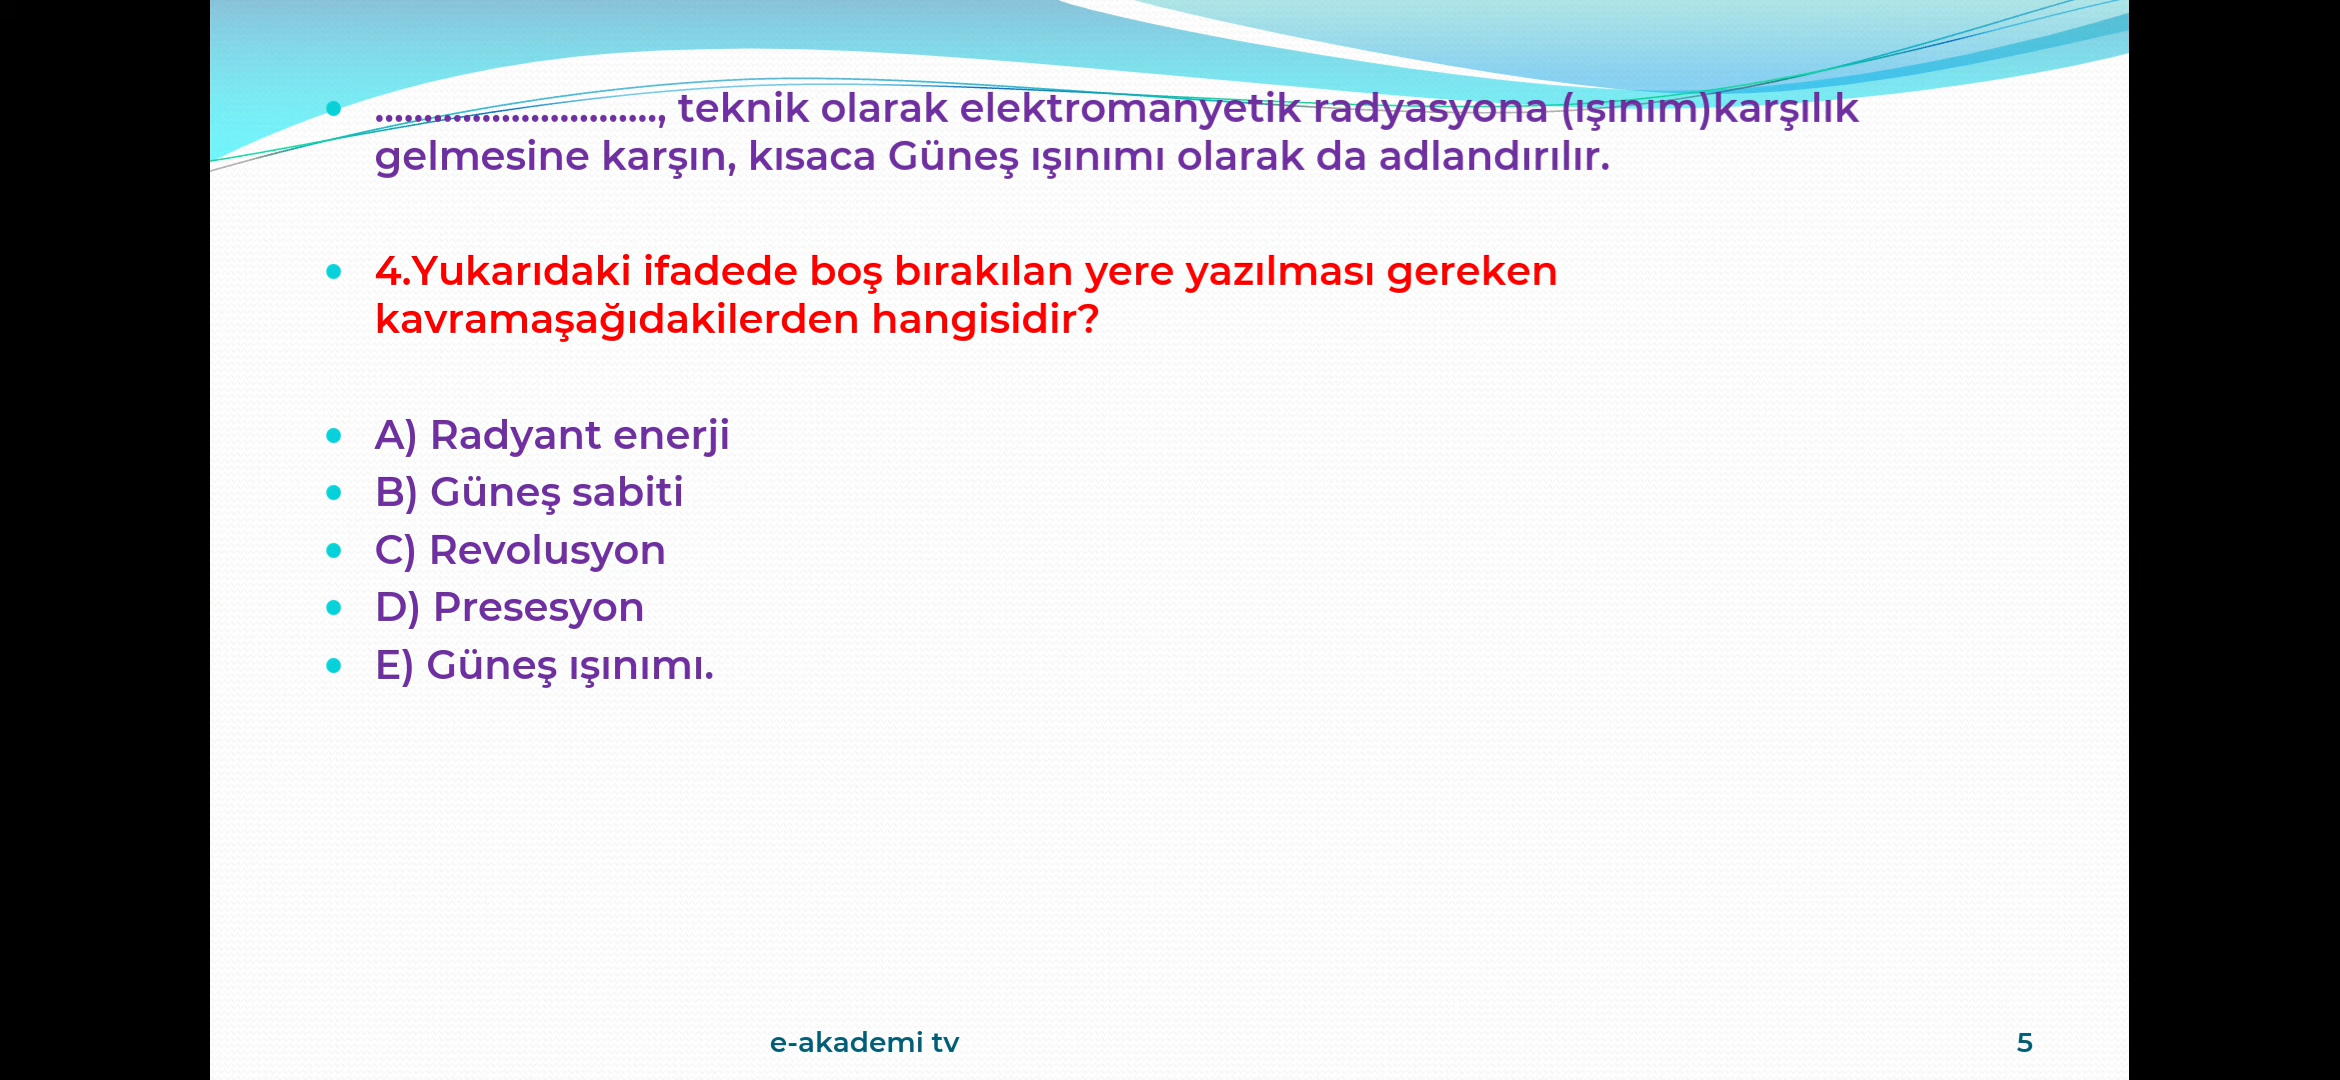 ............................., teknik olarak elektromanyetik radyasyona (ışınım)karşılık
gelmesine karşın, kısaca Güneş ışınımı olarak da adlandırılır.
4.Yukarıdaki ifadede boş bırakılan yere yazılması gereken
kavramaşağıdakilerden hangisidir?
A) Radyant enerji
B) Güneş sabiti
C) Revolusyon
D) Presesyon
E) Güneş ışınımı.
e-akademi tv
5